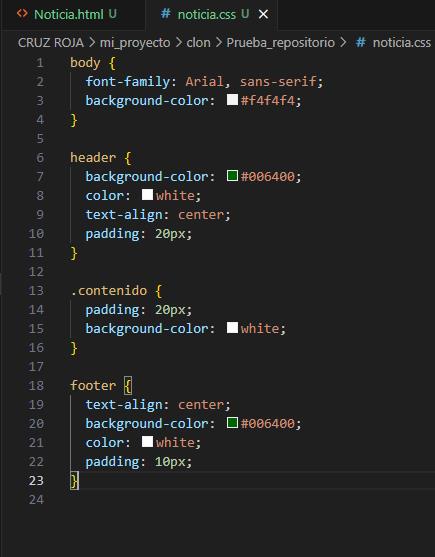 Noticia.html U noticia.css U
CRUZ ROJA > mi_proyecto > clon > Prueba_repositorio > # noticia.css
1 body {
2 font-family: Arial, sans-serif;
3 background-color: #f4f4f4;
4 }
5
6 header {
7 background-color: #006400;
8 color: white;
9 text-align: center;
10 padding: 20px;
11 }
12
13 .contenido {
14 padding: 20px;
15 background-color: white;
16 }
17
18 footer {
19 text-align: center;
20 background-color: #006400;
21 color: white;
22 padding: 10px;
23 }
24